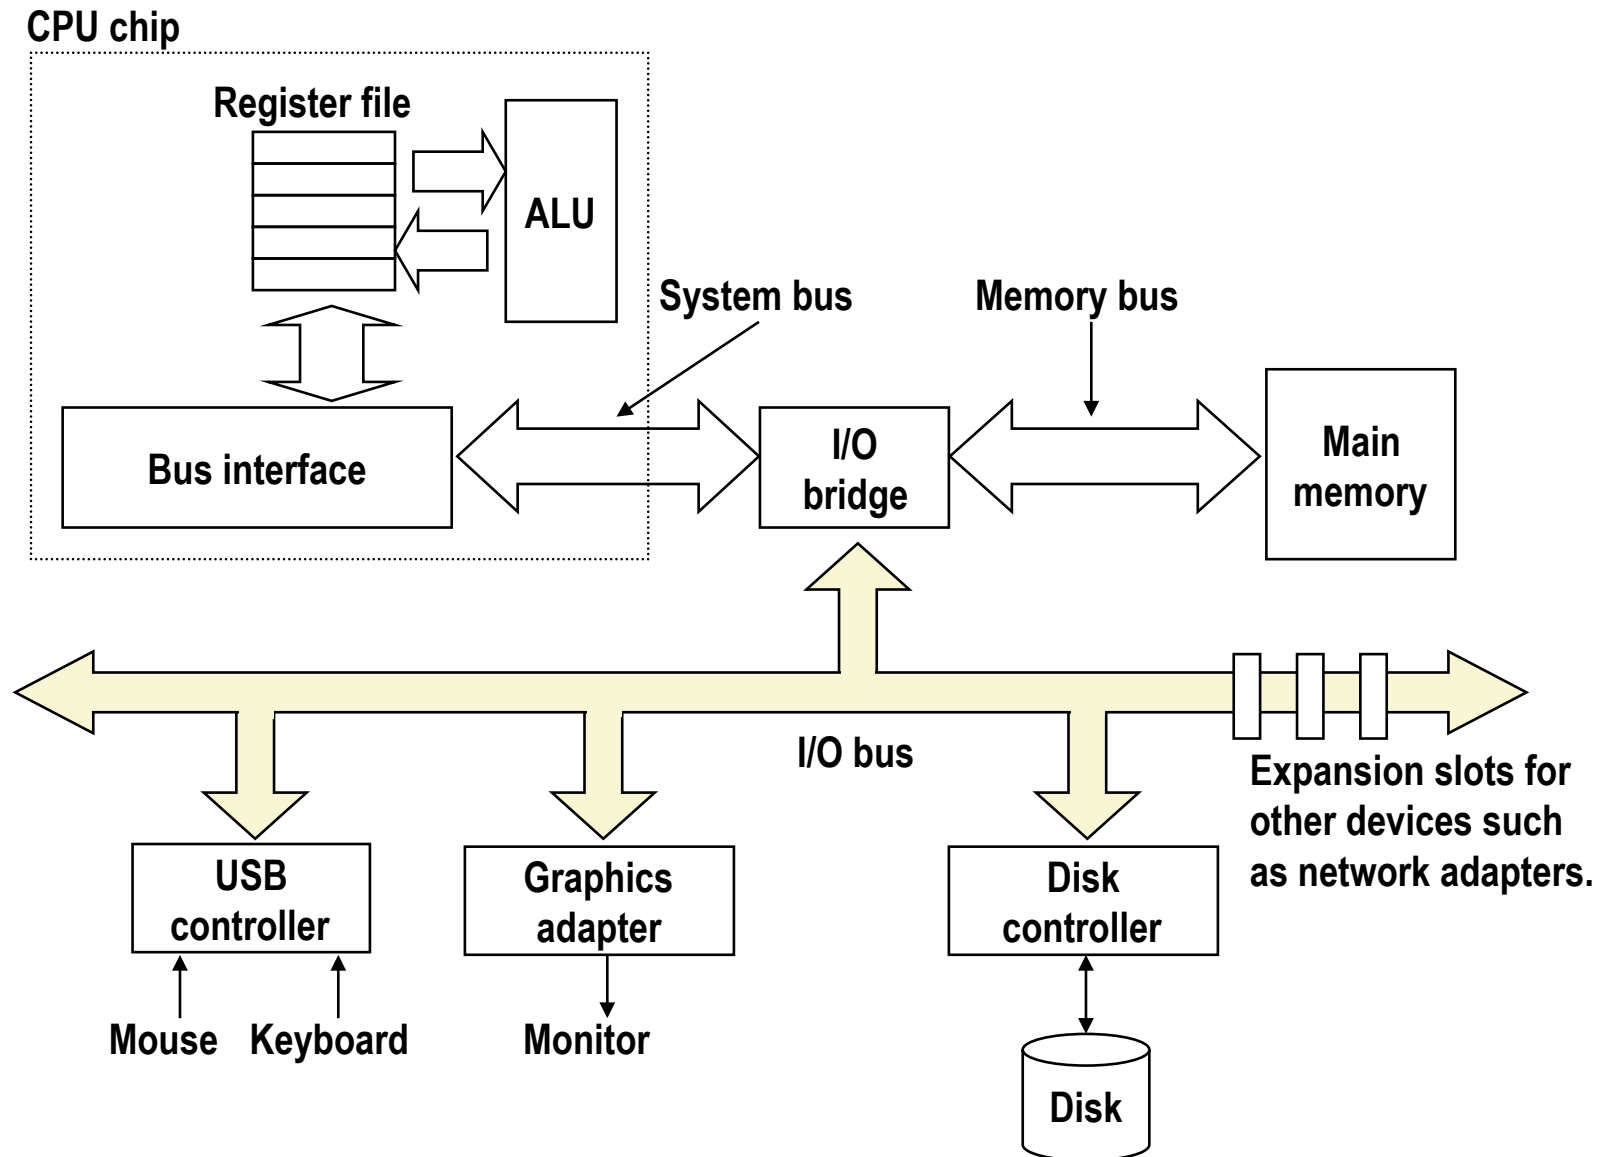 CPU chip
Register file
ALU
System bus
Memory bus
Bus interface
I/O
bridge
Main
memory
I/O bus
Expansion slots for
other devices such
as network adapters.
USB
controller
Graphics
adapter
Disk
controller
Mouse
Keyboard
Monitor
Disk